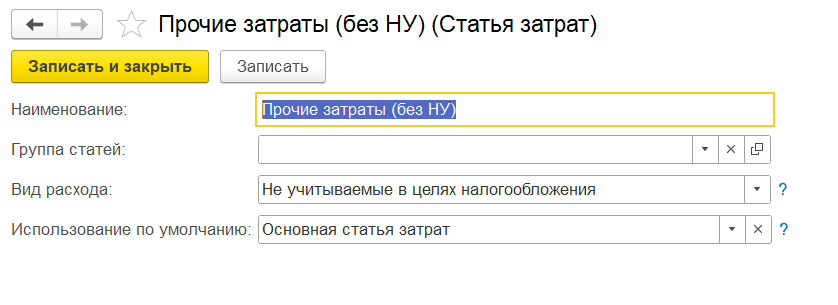 Прочие затраты (без НУ) (Статья затрат)
Записать и закрыть Записать
Наименование: Прочие затраты (без НУ)
Группа статей:
Вид расхода: Не учитываемые в целях налогообложения ?
Использование по умолчанию: Основная статья затрат ?